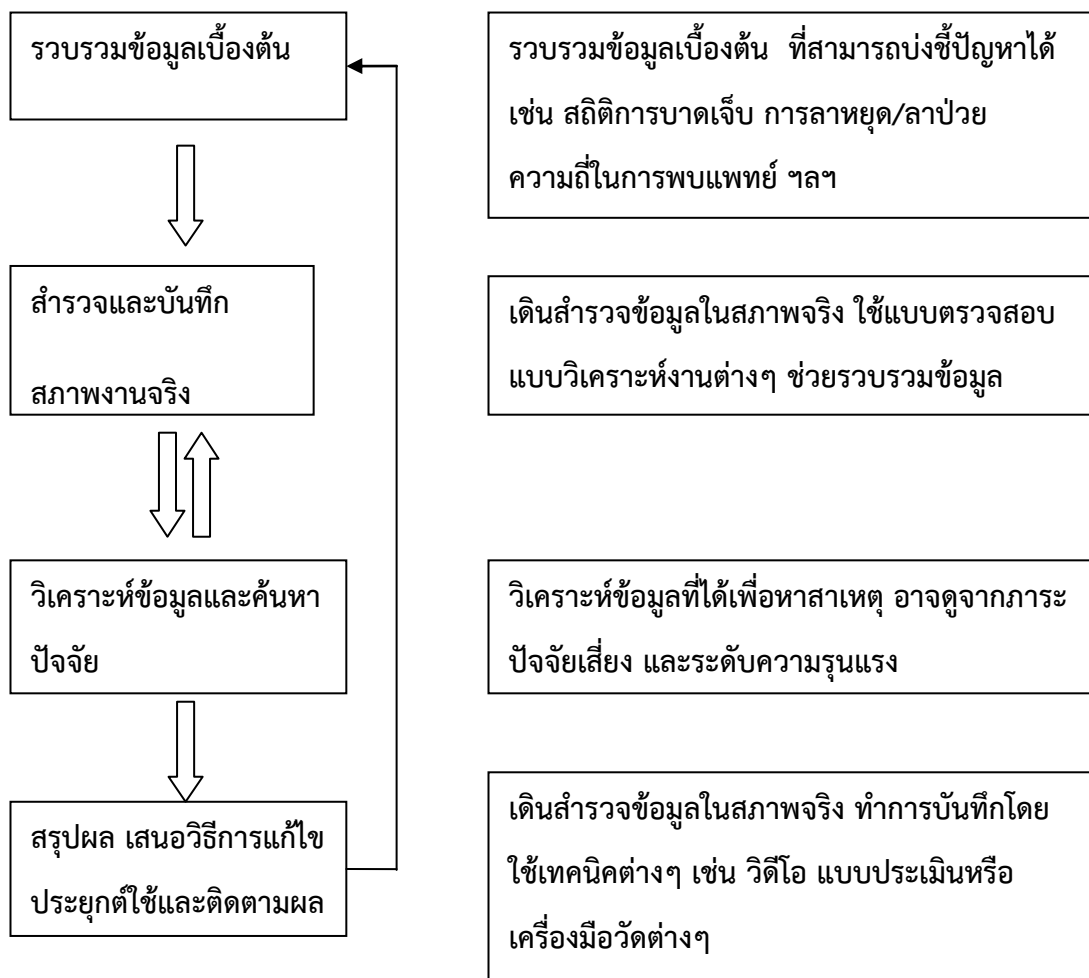 รวบรวมข้อมูลเบื้องต้น
รวบรวมข้อมูลเบื้องต้น ที่สามารถบ่งชี้ปัญหาได้
เช่น สถิติการบาดเจ็บ การลาหยุด/ลาป่วย
ความถี่ในการพบแพทย์ ฯลฯ
สำรวจและบันทึก
สภาพงานจริง
เดินสำรวจข้อมูลในสภาพจริง ใช้แบบตรวจสอบ
แบบวิเคราะห์งานต่างๆ ช่วยรวบรวมข้อมูล
วิเคราะห์ข้อมูลและค้นหา
ปัจจัย
วิเคราะห์ข้อมูลที่ได้เพื่อหาสาเหตุ อาจดูจากภาระ
ปัจจัยเสี่ยง และระดับความรุนแรง
สรุปผล เสนอวิธีการแก้ไข
ประยุกต์ใช้และติดตามผล
เดินสำรวจข้อมูลในสภาพจริง ทำการบันทึกโดย
ใช้เทคนิคต่างๆ เช่น วิดีโอ แบบประเมินหรือ
เครื่องมือวัดต่างๆ